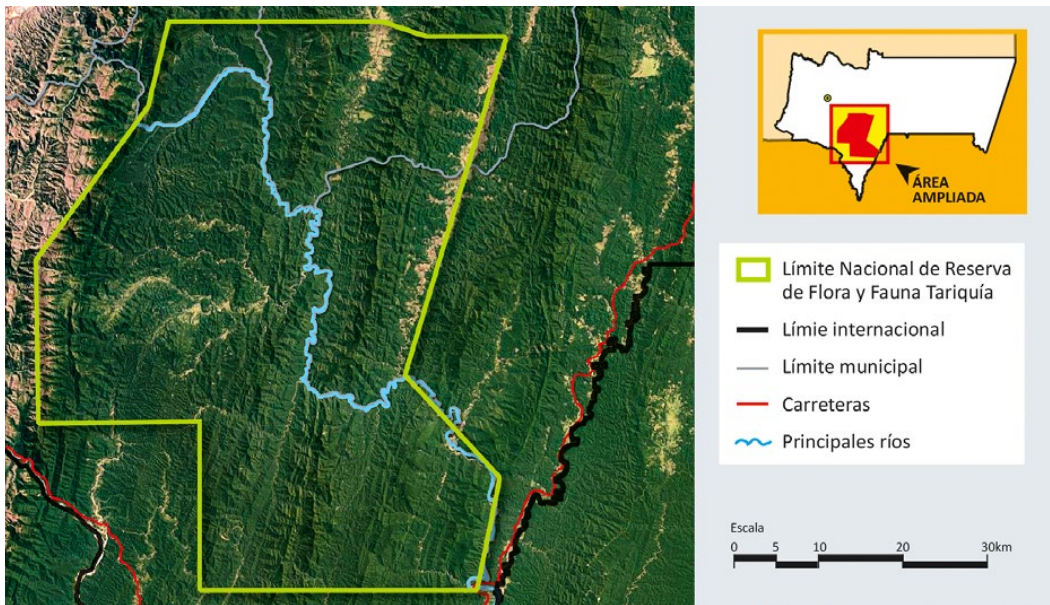 ÁREA
AMPLIADA
Límite Nacional de Reserva
de Flora y Fauna Tariquía
Límie internacional
Límite municipal
Carreteras
Principales ríos
Escala
0 5 10 20 30km